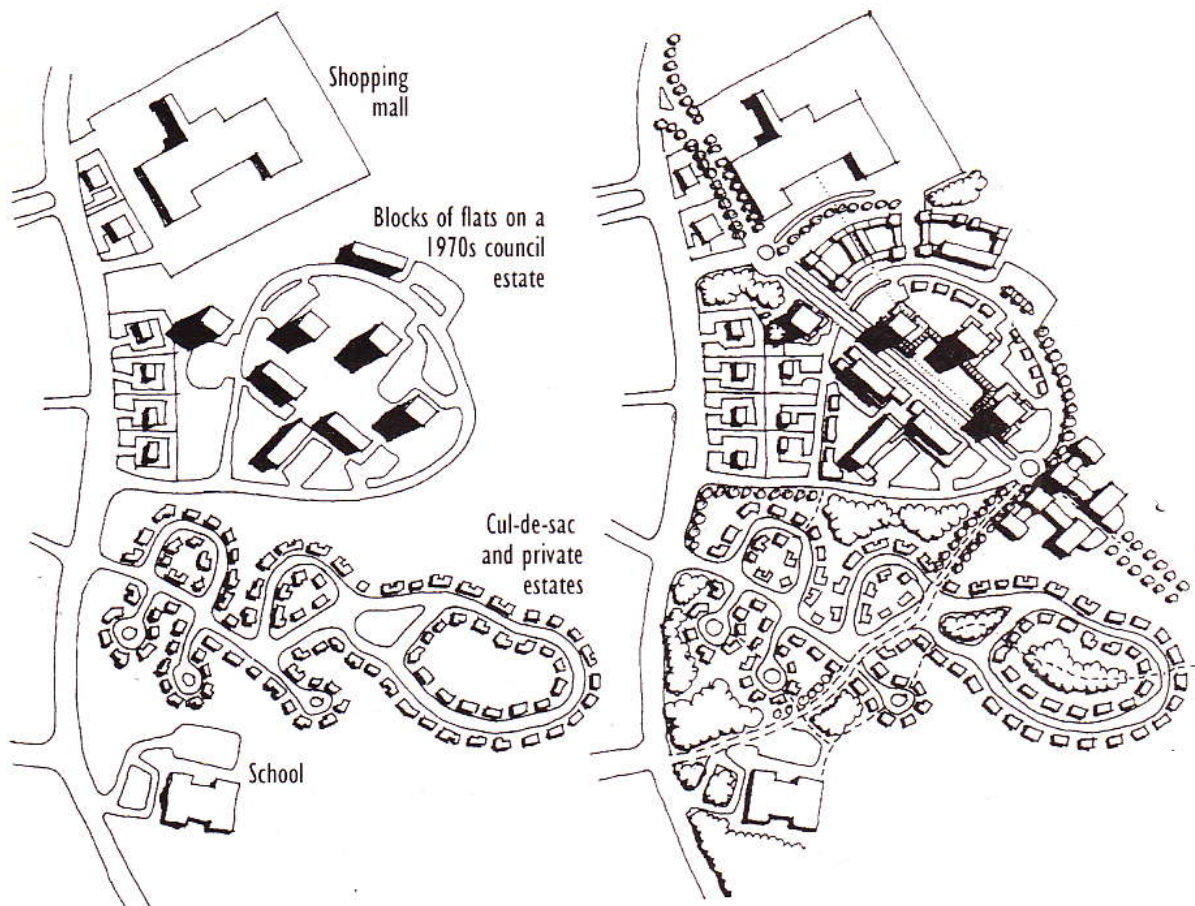 Shopping
mall
Blocks of flats on a
1970s council
estate
Cul-de-sac
and private
estates
School